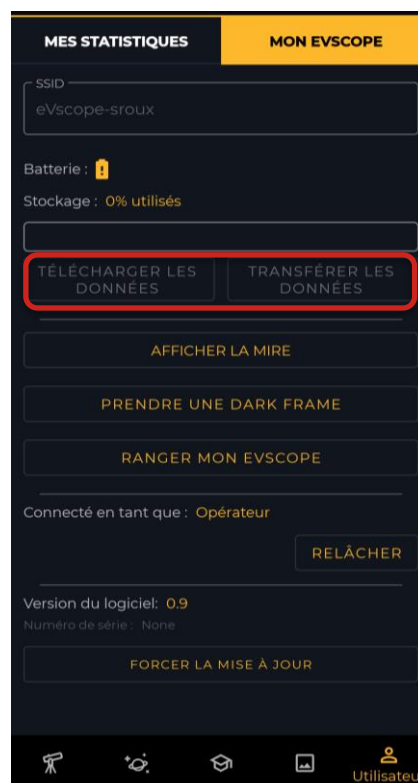 MES STATISTIQUES
MON EVSCOPE
SSID
eVscope-sroux
Batterie :
Stockage : 0% utilisés
TÉLÉCHARGER LES
DONNÉES
TRANSFÉRER LES
DONNÉES
AFFICHER LA MIRE
PRENDRE UNE DARK FRAME
RANGER MON EVSCOPE
Connecté en tant que : Opérateur
RELÂCHER
Version du logiciel: 0.9
Numéro de série : None
FORCER LA MISE À JOUR
Utilisateu